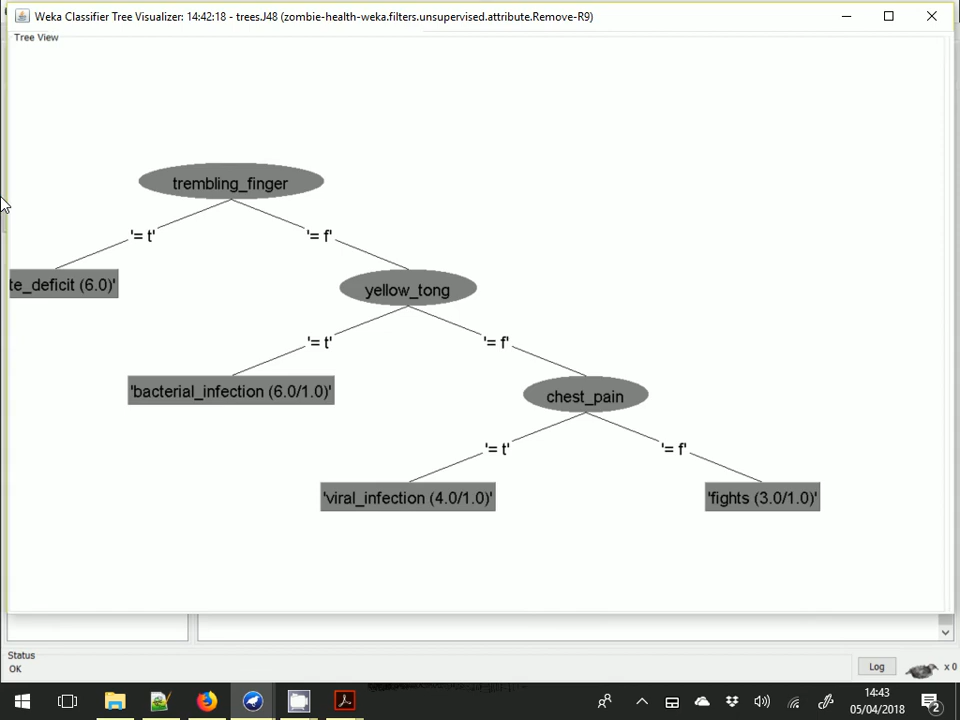 Weka Classifier Tree Visualizer: 14:42:18 - trees.J48 (zombie-health-weka.filters.unsupervised.attribute.Remove-R9)
Tree View
trembling_finger
'= t' '= f'
te_deficit (6.0)'
yellow_tong
'= t' '= f'
'bacterial_infection (6.0/1.0)'
chest_pain
'= t' '= f'
'viral_infection (4.0/1.0)' 'fights (3.0/1.0)'
Status
OK
Log
x 0
14:43
05/04/2018
2